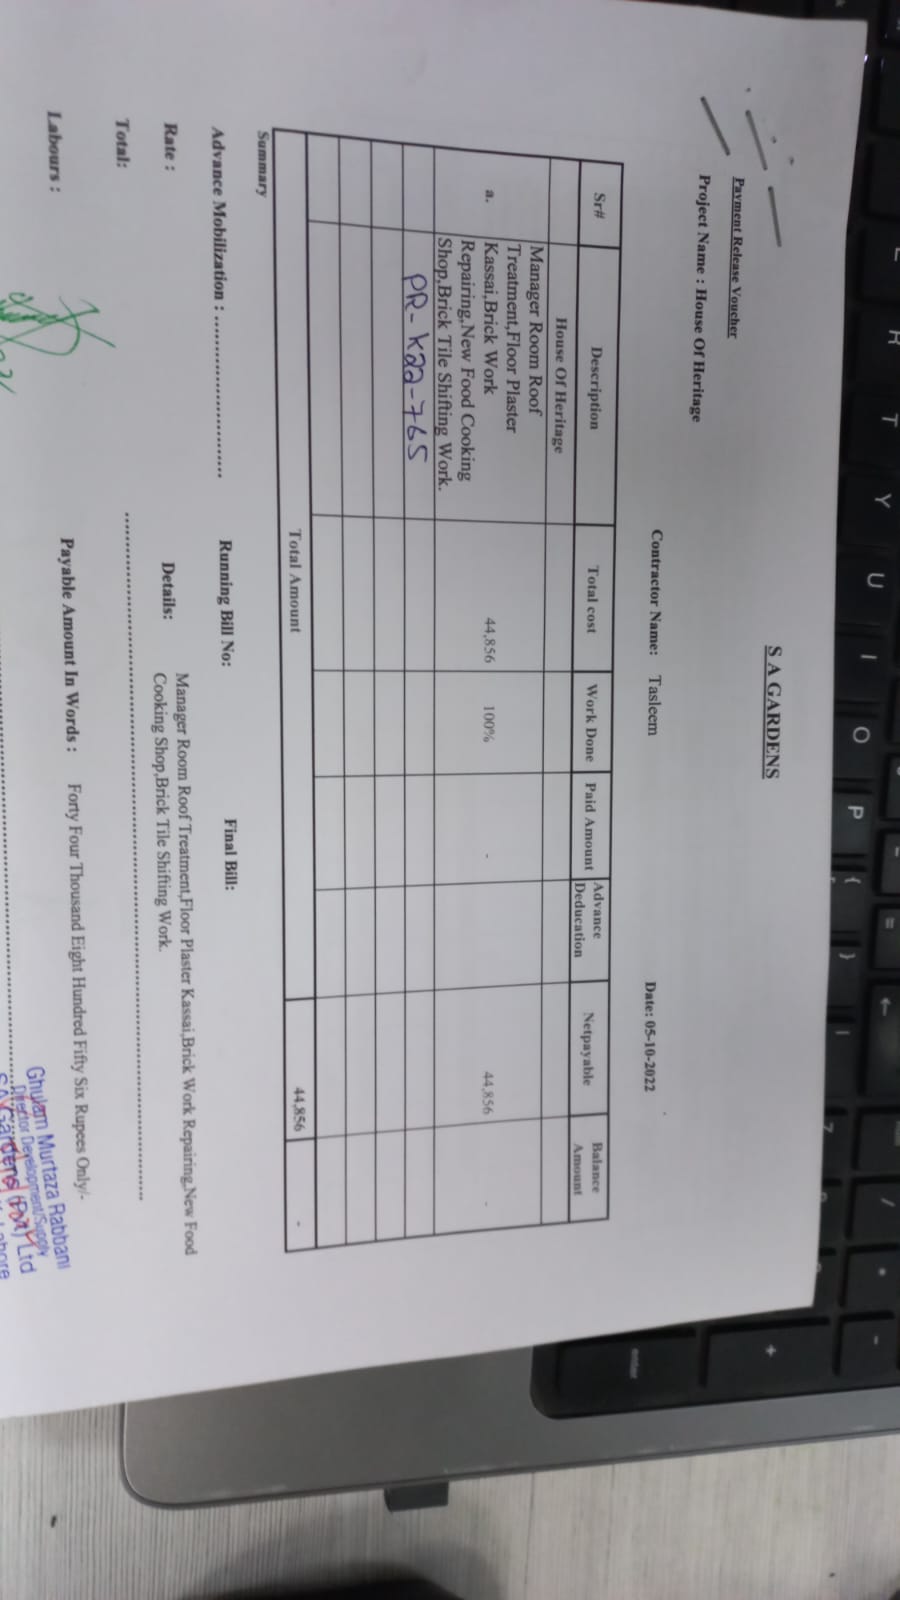 S A GARDENS
Payment Release Voucher
Project Name : House Of Heritage
Contractor Name: Tasleem
Date: 05-10-2022
Sr# Description Total cost Work Done Paid Amount Advance Deducation Netpayable Balance Amount
House Of Heritage
Manager Room Roof
Treatment,Floor Plaster
a. Kassai,Brick Work 44,856 100% - 44,856 -
Repairing,New Food Cooking
Shop,Brick Tile Shifting Work.
PR-K22-765
Total Amount 44,856 -
Summary
Advance Mobilization : ........................... Running Bill No: Final Bill:
Rate : Details: Manager Room Roof Treatment,Floor Plaster Kassai,Brick Work Repairing,New Food
Cooking Shop,Brick Tile Shifting Work.
Total:
Labours : Payable Amount In Words : Forty Four Thousand Eight Hundred Fifty Six Rupees Only/-
Ghulam Murtaza Rabbani
Director Development/Supply
S.A Gardens (Pvt) Ltd
R T Y U I O P { } |
enter